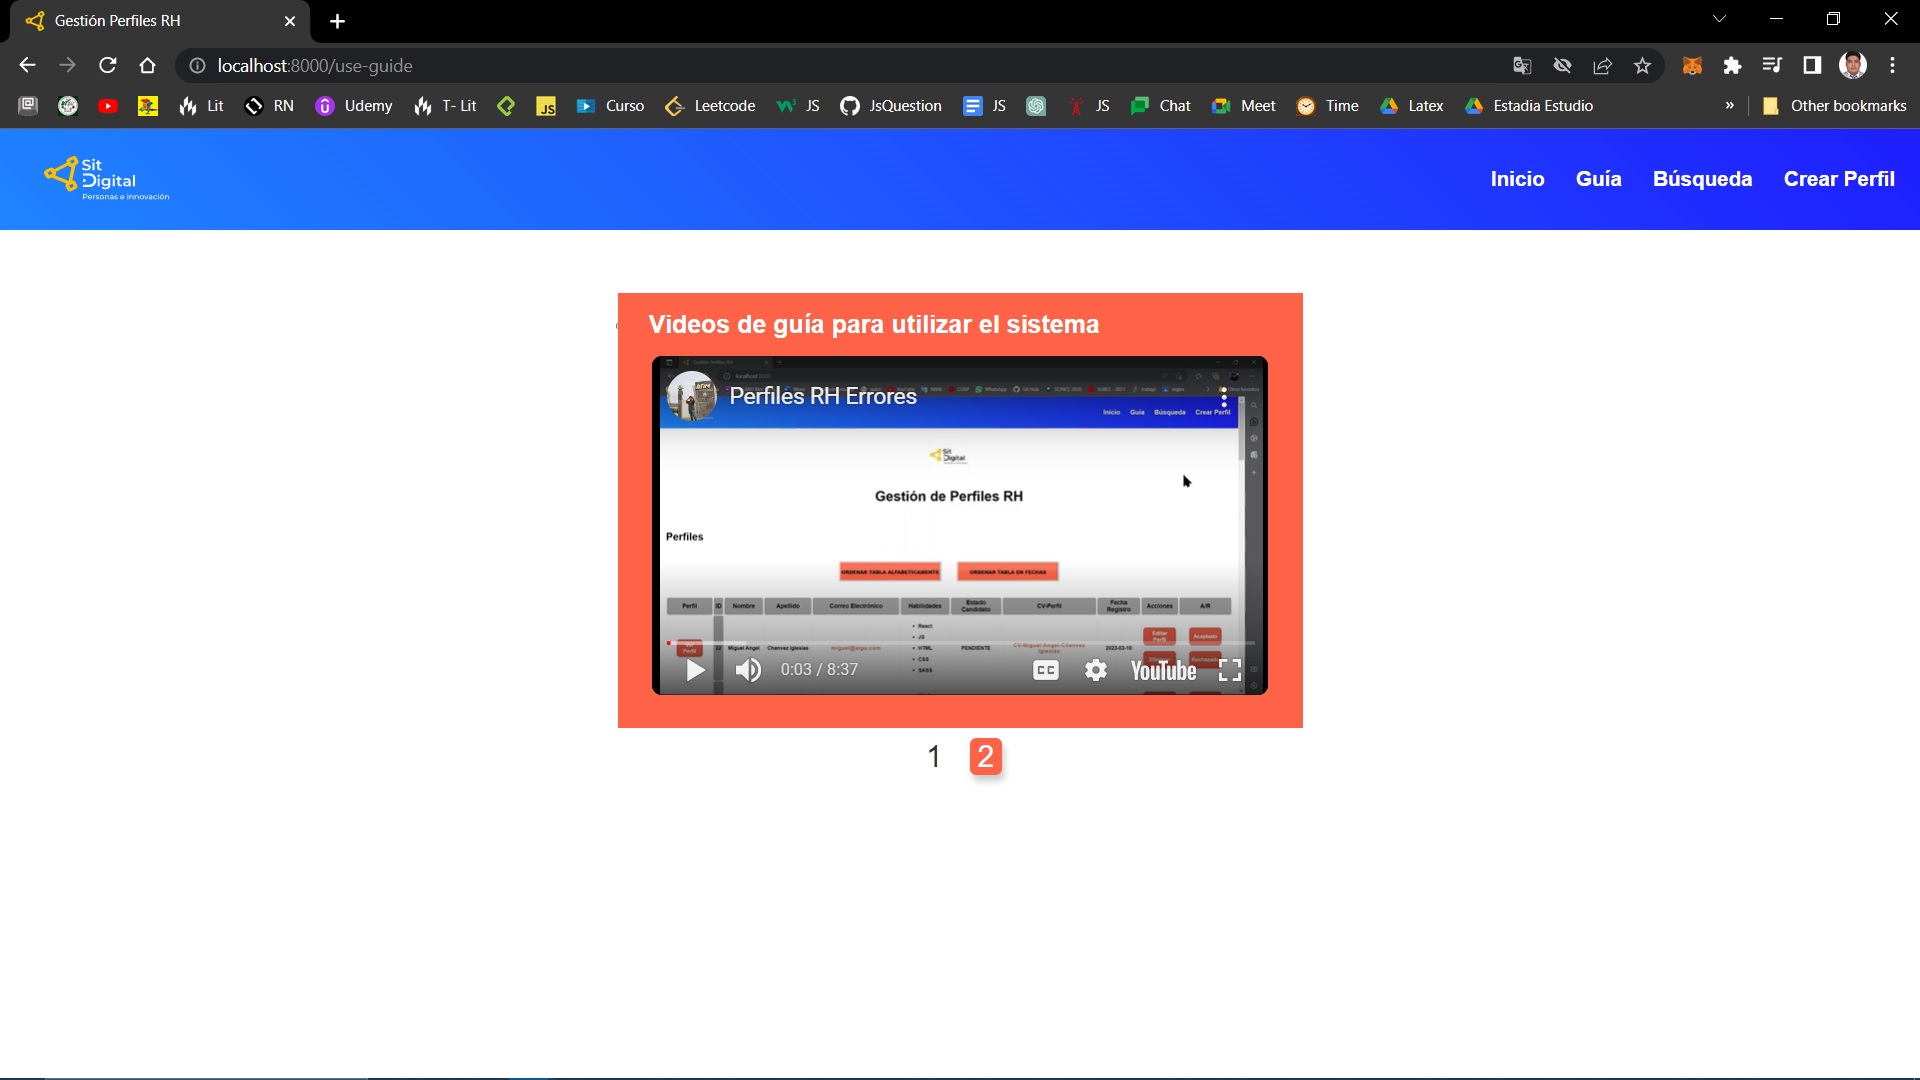 Gestión Perfiles RH
localhost:8000/use-guide
Lit RN Udemy T- Lit JS Curso Leetcode JS JsQuestion JS JS Chat Meet Time Latex Estadia Estudio » Other bookmarks
Sit
Digital
Personas e innovación
Inicio Guía Búsqueda Crear Perfil
Videos de guía para utilizar el sistema
Perfiles RH Errores
Inicio Guía Búsqueda Crear Perfil
Sit
Digital
Gestión de Perfiles RH
Perfiles
ORDENAR TABLA ALFABETICAMENTE ORDENAR TABLA EN FECHAS
Perfil ID Nombre Apellido Correo Electrónico Habilidades Estado Candidato CV-Perfil Fecha Registro Acciones A/R
React
JS
HTML
CSS
SASS
32 Miguel Angel Chanvez Iglesias miguel@algo.com PENDIENTE CV-Miguel Angel-Chanvez Iglesias 2023-03-10
Editar Perfil Aceptado
0:03 / 8:37
CC
YouTube
1 2